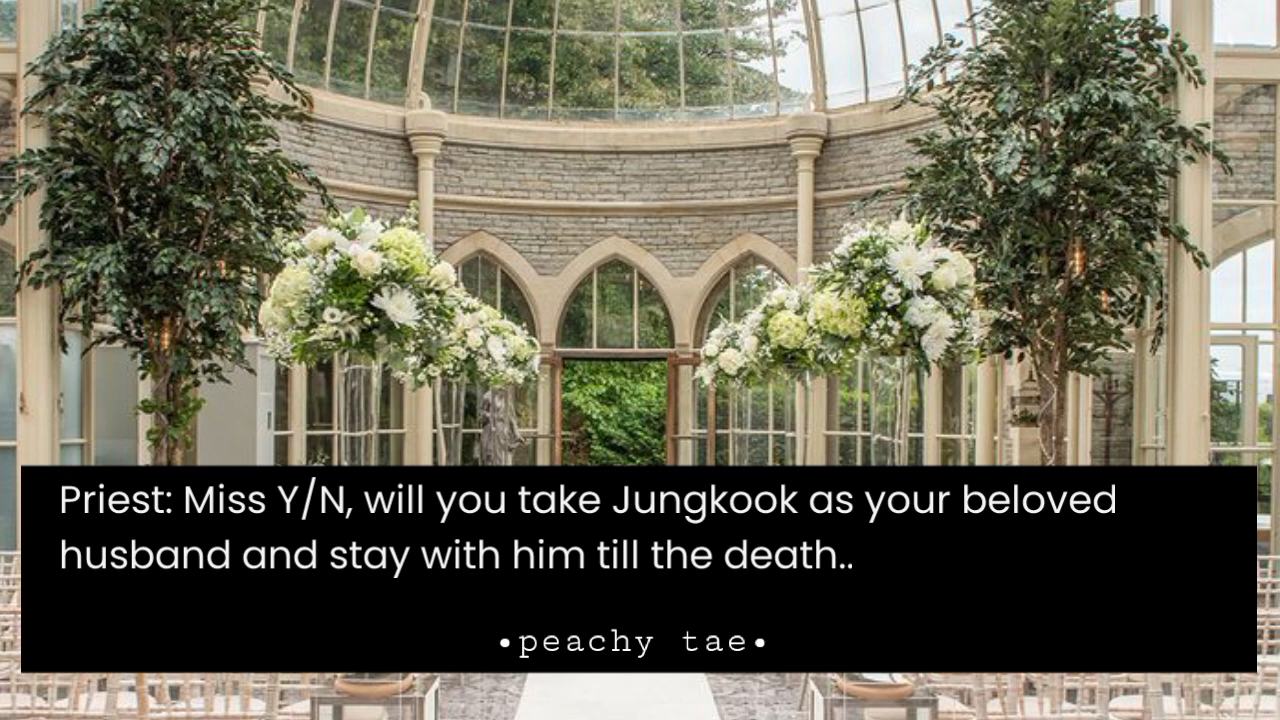 Priest: Miss Y/N, will you take Jungkook as your beloved
husband and stay with him till the death..
•peachy tae•